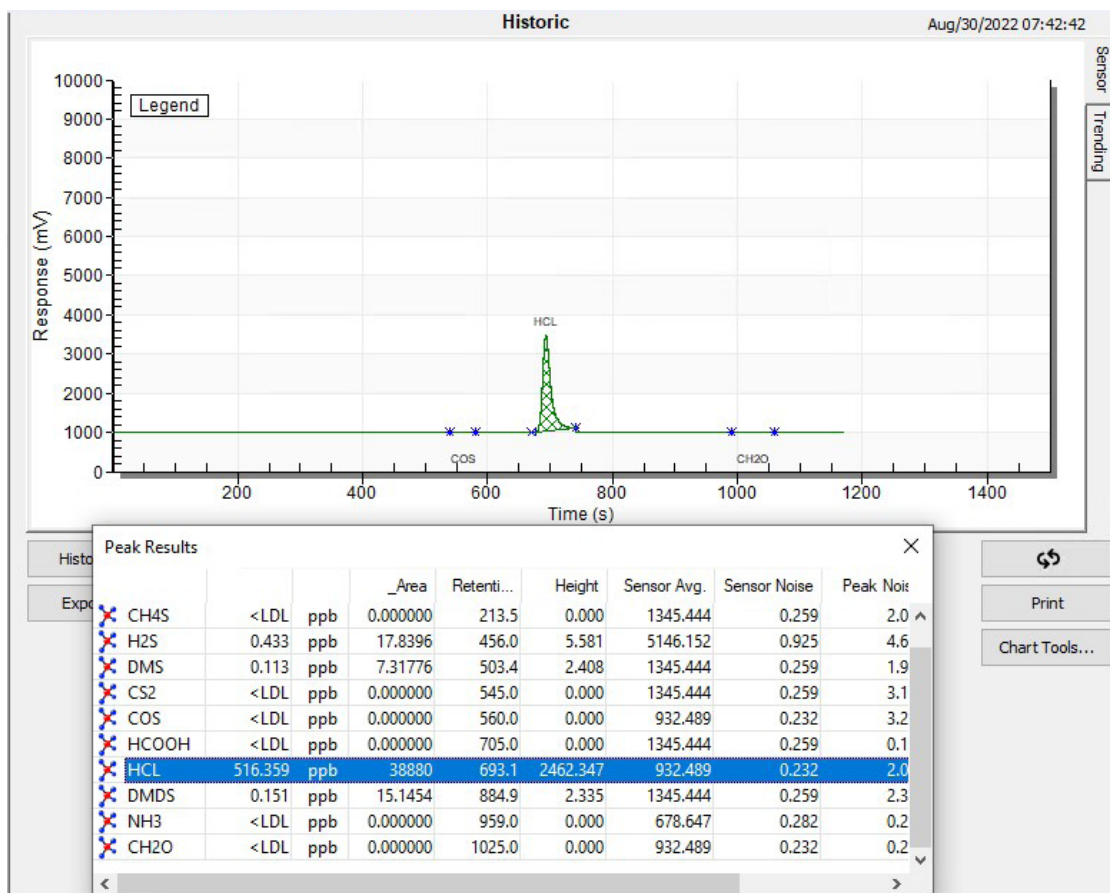 Historic
Aug/30/2022 07:42:42
Sensor
Trending
Legend
Response (mV)
10000
9000
8000
7000
6000
5000
4000
3000
2000
1000
0
HCL
COS
CH2O
200 400 600 800 1000 1200 1400
Time (s)
Histo
Expo
Print
Chart Tools...
Peak Results
_Area Retenti... Height Sensor Avg. Sensor Noise Peak Nois
CH4S <LDL ppb 0.000000 213.5 0.000 1345.444 0.259 2.0
H2S 0.433 ppb 17.8396 456.0 5.581 5146.152 0.925 4.6
DMS 0.113 ppb 7.31776 503.4 2.408 1345.444 0.259 1.9
CS2 <LDL ppb 0.000000 545.0 0.000 1345.444 0.259 3.1
COS <LDL ppb 0.000000 560.0 0.000 932.489 0.232 3.2
HCOOH <LDL ppb 0.000000 705.0 0.000 1345.444 0.259 0.1
HCL 516.359 ppb 38880 693.1 2462.347 932.489 0.232 2.0
DMDS 0.151 ppb 15.1454 884.9 2.335 1345.444 0.259 2.3
NH3 <LDL ppb 0.000000 959.0 0.000 678.647 0.282 0.2
CH2O <LDL ppb 0.000000 1025.0 0.000 932.489 0.232 0.2